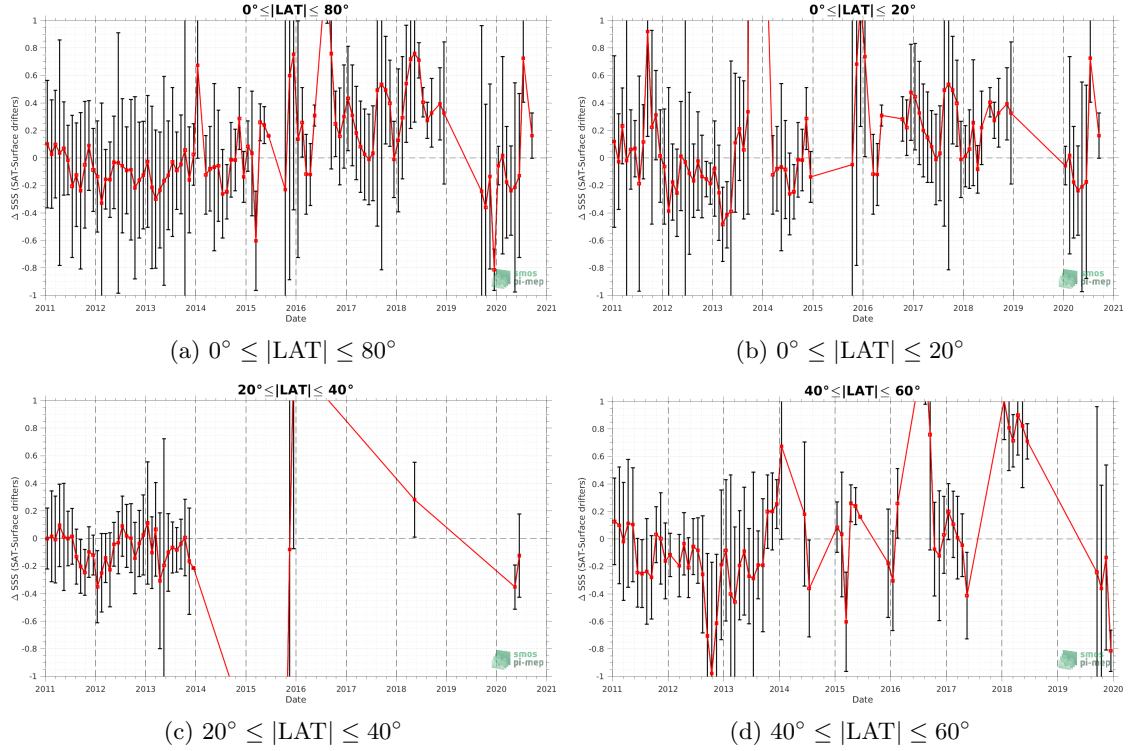 0°≤|LAT|≤ 80°
Δ SSS (SAT-Surface drifters)
1
0.8
0.6
0.4
0.2
0
-0.2
-0.4
-0.6
-0.8
-1
2011 2012 2013 2014 2015 2016 2017 2018 2019 2020 2021
Date
smos
pi-mep
(a) 0° ≤ |LAT| ≤ 80°
0°≤|LAT|≤ 20°
Δ SSS (SAT-Surface drifters)
1
0.8
0.6
0.4
0.2
0
-0.2
-0.4
-0.6
-0.8
-1
2011 2012 2013 2014 2015 2016 2017 2018 2019 2020 2021
Date
smos
pi-mep
(b) 0° ≤ |LAT| ≤ 20°
20°≤|LAT|≤ 40°
Δ SSS (SAT-Surface drifters)
1
0.8
0.6
0.4
0.2
0
-0.2
-0.4
-0.6
-0.8
-1
2011 2012 2013 2014 2015 2016 2017 2018 2019 2020 2021
Date
smos
pi-mep
(c) 20° ≤ |LAT| ≤ 40°
40°≤|LAT|≤ 60°
Δ SSS (SAT-Surface drifters)
1
0.8
0.6
0.4
0.2
0
-0.2
-0.4
-0.6
-0.8
-1
2011 2012 2013 2014 2015 2016 2017 2018 2019 2020
Date
smos
pi-mep
(d) 40° ≤ |LAT| ≤ 60°